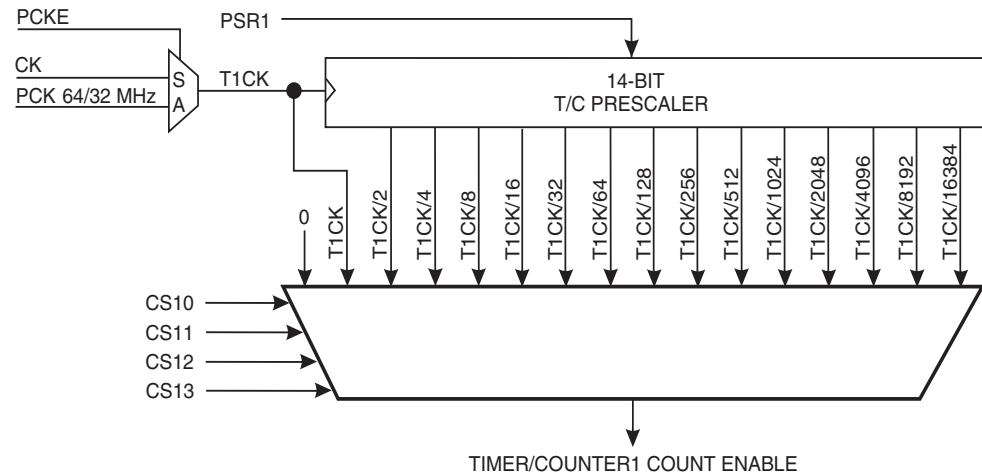 PCKE
PSR1
CK
PCK 64/32 MHz
S
A
T1CK
14-BIT
T/C PRESCALER
0
T1CK
T1CK/2
T1CK/4
T1CK/8
T1CK/16
T1CK/32
T1CK/64
T1CK/128
T1CK/256
T1CK/512
T1CK/1024
T1CK/2048
T1CK/4096
T1CK/8192
T1CK/16384
CS10
CS11
CS12
CS13
TIMER/COUNTER1 COUNT ENABLE